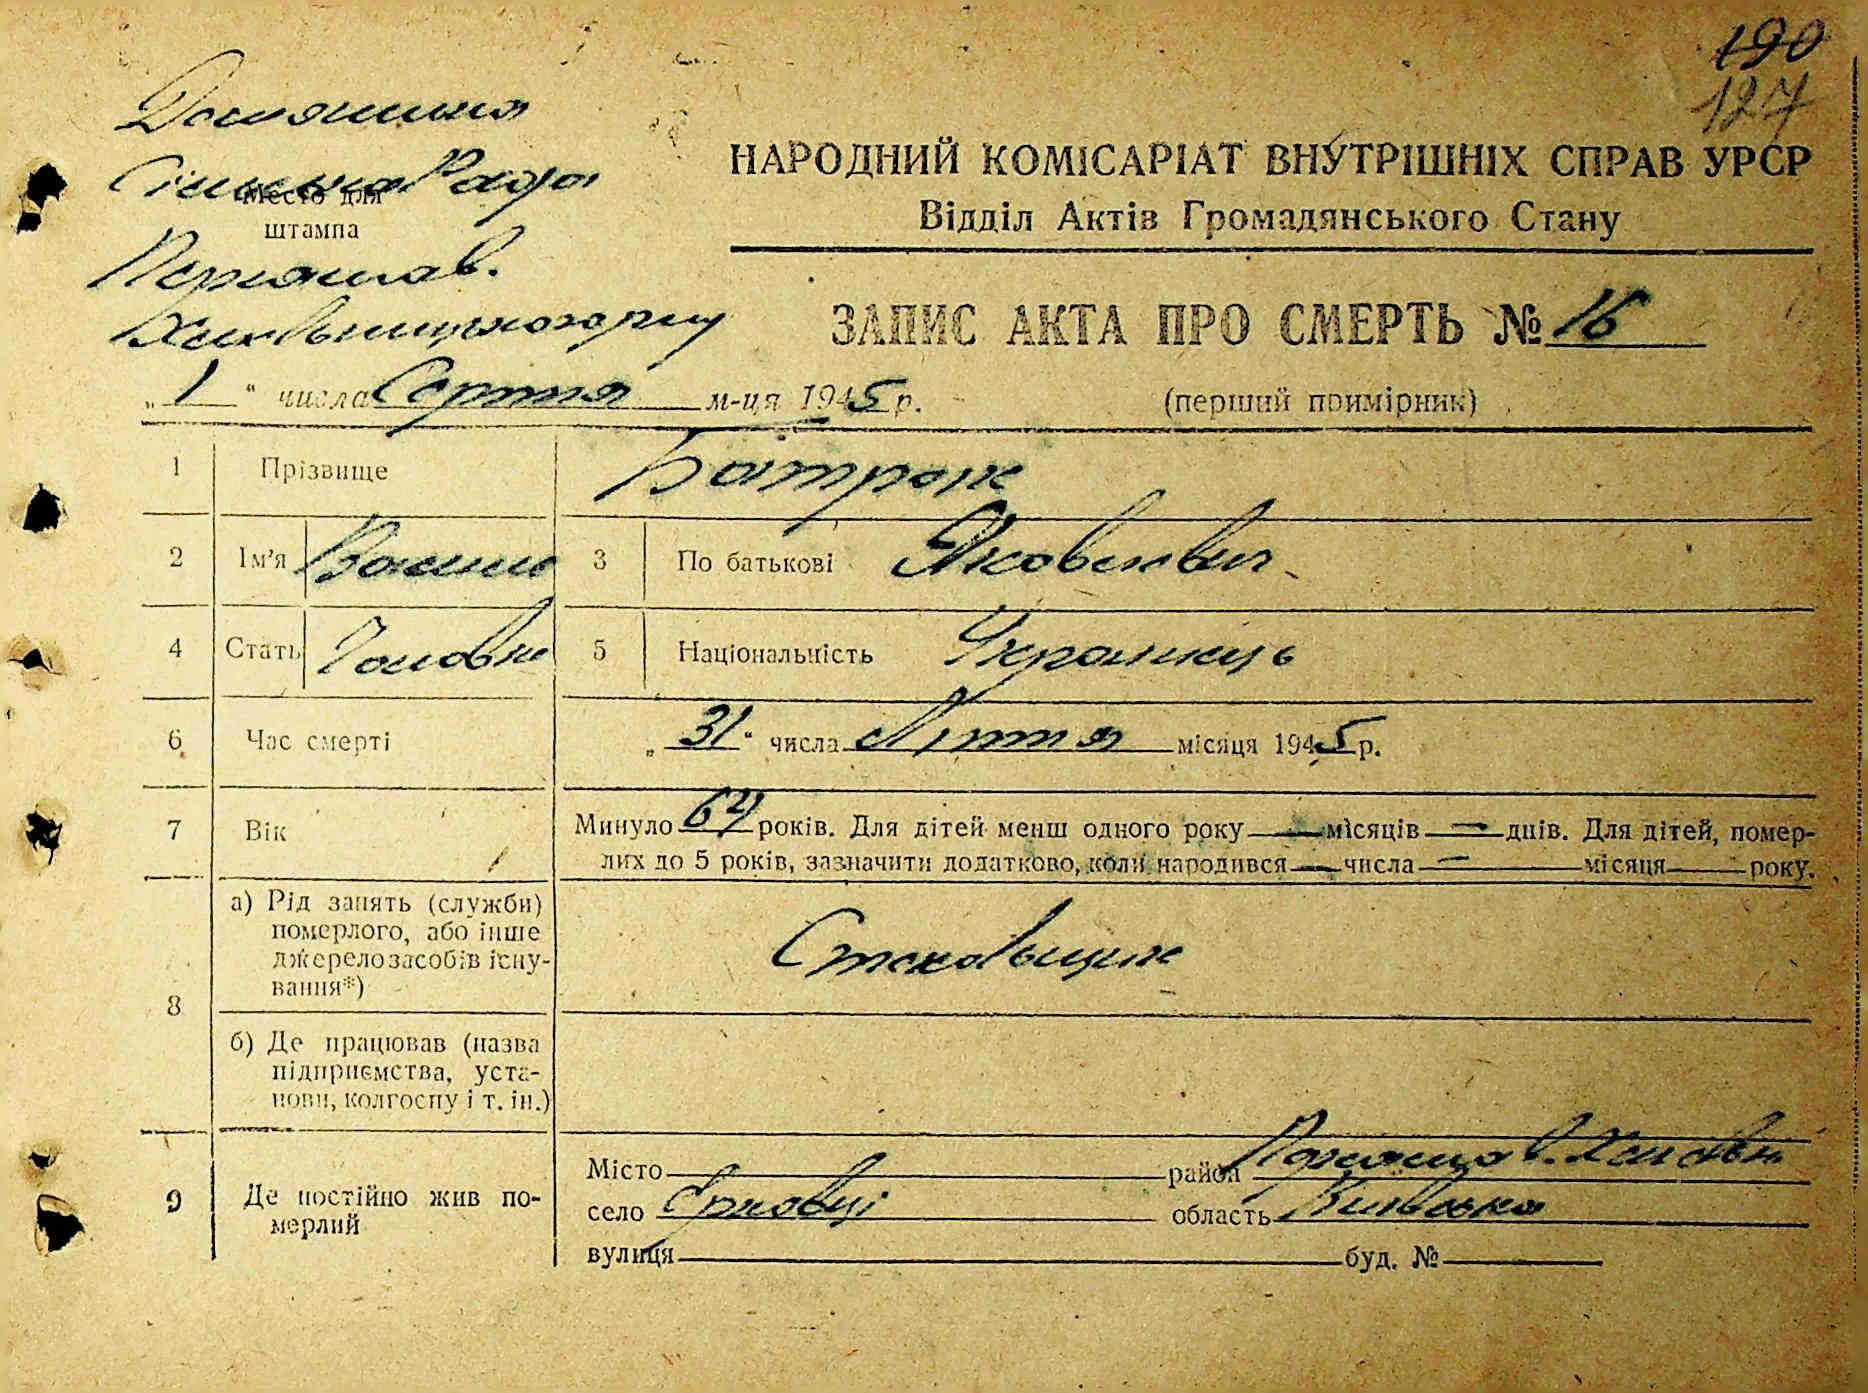 190
127
Демянська
Сільська Рада
Место для
штампа
Переяслав.
Хмельницького р-ну
НАРОДНИЙ КОМІСАРІАТ ВНУТРІШНІХ СПРАВ УРСР
Відділ Актів Громадянського Стану
ЗАПИС АКТА ПРО СМЕРТЬ № 16
„1“ числа Серпня м-ця 1945 р. (перший примірник)
1 Прізвище Батрак
2 Ім'я 3 По батькові Яковлевич
4 Стать Чолов 5 Національність Українець
6 Час смерті „31“ числа Липня місяця 1945 р.
7 Вік Минуло 64 років. Для дітей менш одного року — місяців — днів. Для дітей, помер-
лих до 5 років, зазначити додатково, коли народився — числа — місяця — року.
8 а) Рід занять (служби)
померлого, або інше
джерело засобів існу-
вання*)
б) Де працював (назва
підприємства, уста-
нови, колгоспу і т. ін.)
9 Де постійно жив по-
мерлий
Місто район
село Єрковці область Київська
вулиця буд. №